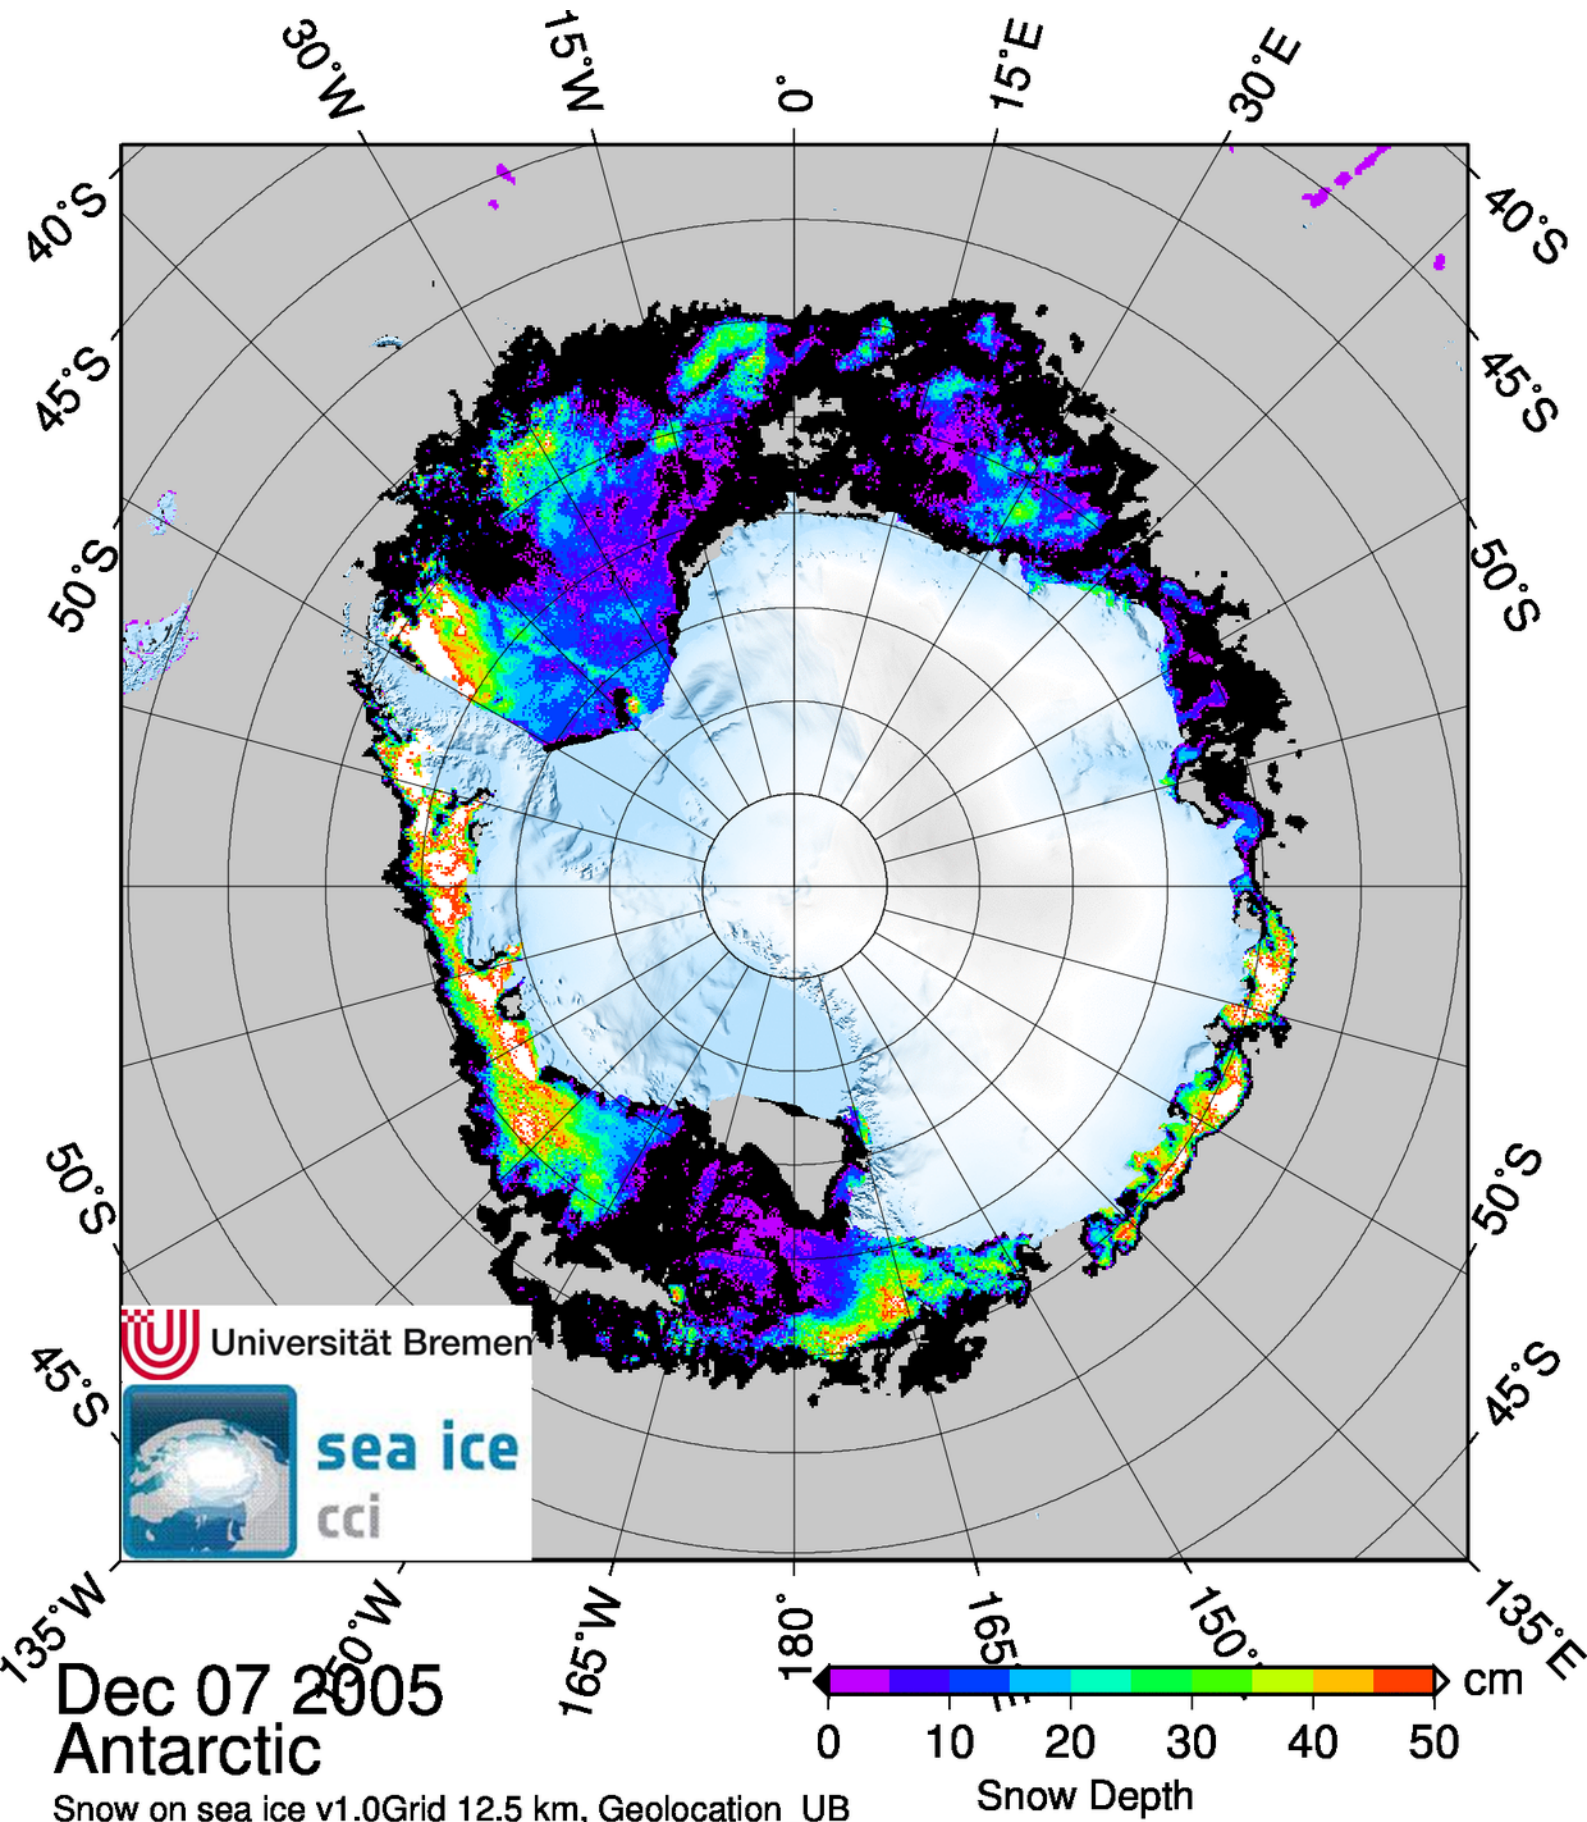 30°W 15°W 0° 15°E 30°E
40°S 40°S
45°S 45°S
50°S 50°S
50°S 50°S
45°S 45°S
Universität Bremen
sea ice
cci
135°W 150°W 165°W 180° 165°E 150° 135°E
Dec 07 2005
Antarctic
Snow on sea ice v1.0Grid 12.5 km, Geolocation UB
cm
0 10 20 30 40 50
Snow Depth